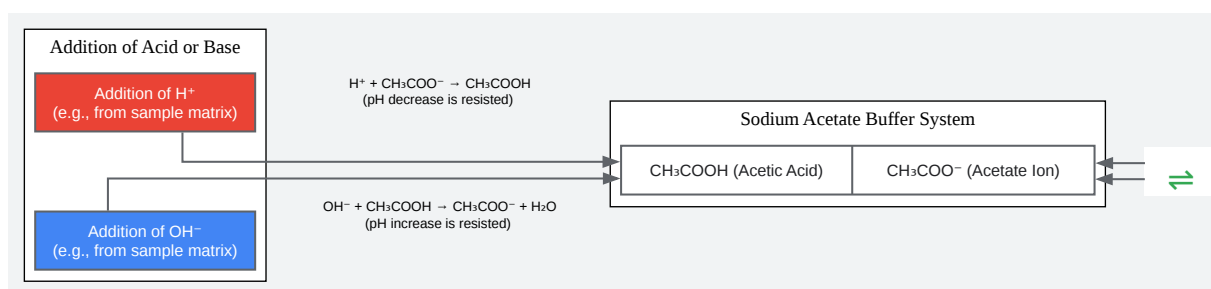 Addition of Acid or Base
Addition of H⁺
(e.g., from sample matrix)
Addition of OH⁻
(e.g., from sample matrix)
H⁺ + CH₃COO⁻ → CH₃COOH
(pH decrease is resisted)
OH⁻ + CH₃COOH → CH₃COO⁻ + H₂O
(pH increase is resisted)
Sodium Acetate Buffer System
CH₃COOH (Acetic Acid)
CH₃COO⁻ (Acetate Ion)
⇌